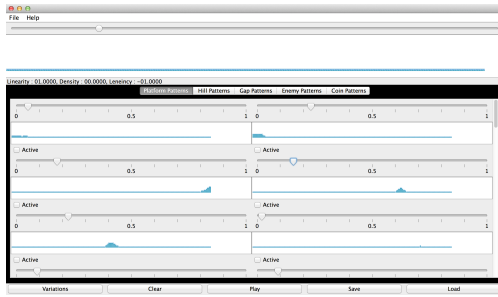 File Help
Linearity : 01.0000, Density : 00.0000, Leneincy : -01.0000
Platform Patterns Hill Patterns Gap Patterns Enemy Patterns Coin Patterns
0 0.5 1 0 0.5 1
Active Active
0 0.5 1 0 0.5 1
Active Active
0 0.5 1 0 0.5 1
Active Active
Variations Clear Play Save Load